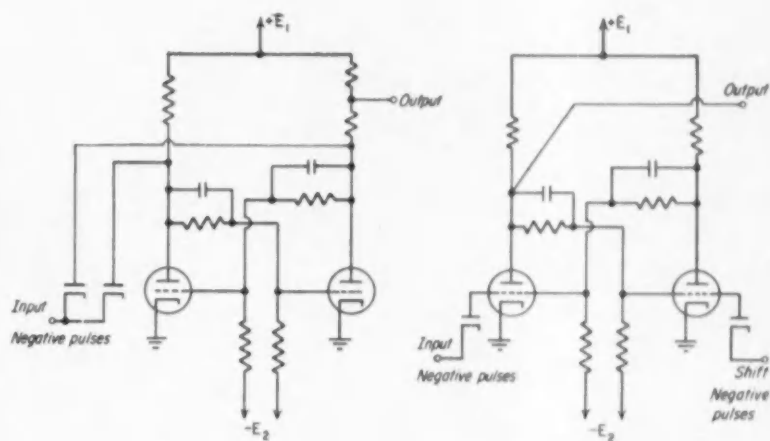 +E₁
Output
Input
Negative pulses
-E₂
+E₁
Output
Input
Negative pulses
Shift
Negative
pulses
-E₂